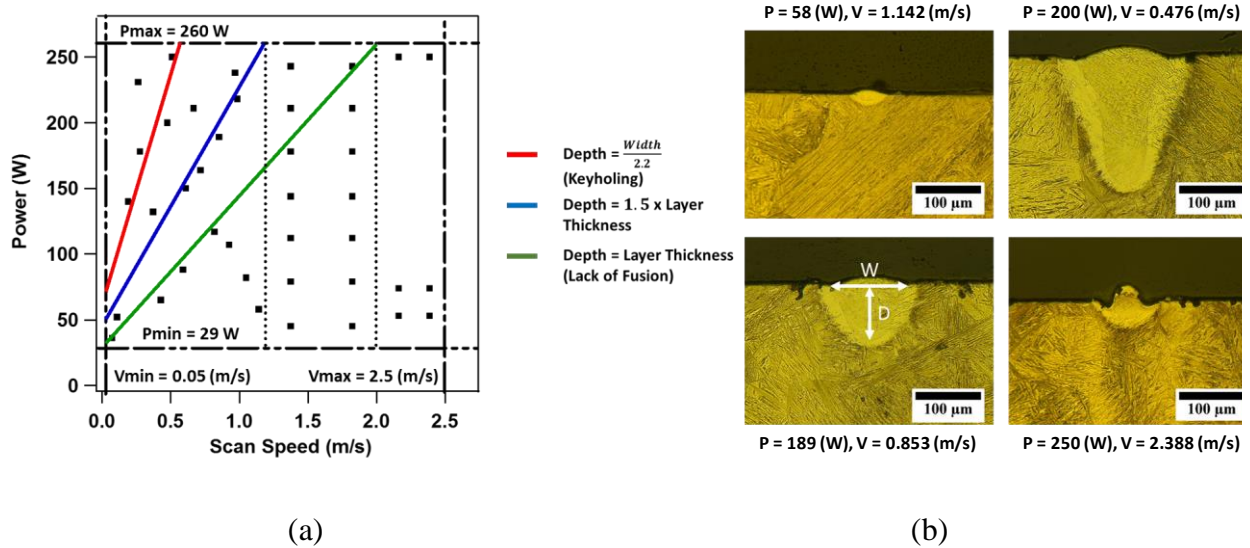 Pmax = 260 W
250
200
150
100
50
0
Power (W)
Pmin = 29 W
Vmin = 0.05 (m/s)
Vmax = 2.5 (m/s)
0.0
0.5
1.0
1.5
2.0
2.5
Scan Speed (m/s)
Depth = Width/2.2
(Keyholing)
Depth = 1.5 x Layer
Thickness
Depth = Layer Thickness
(Lack of Fusion)
(a)
P = 58 (W), V = 1.142 (m/s)
P = 200 (W), V = 0.476 (m/s)
100 µm
100 µm
W
D
100 µm
100 µm
P = 189 (W), V = 0.853 (m/s)
P = 250 (W), V = 2.388 (m/s)
(b)